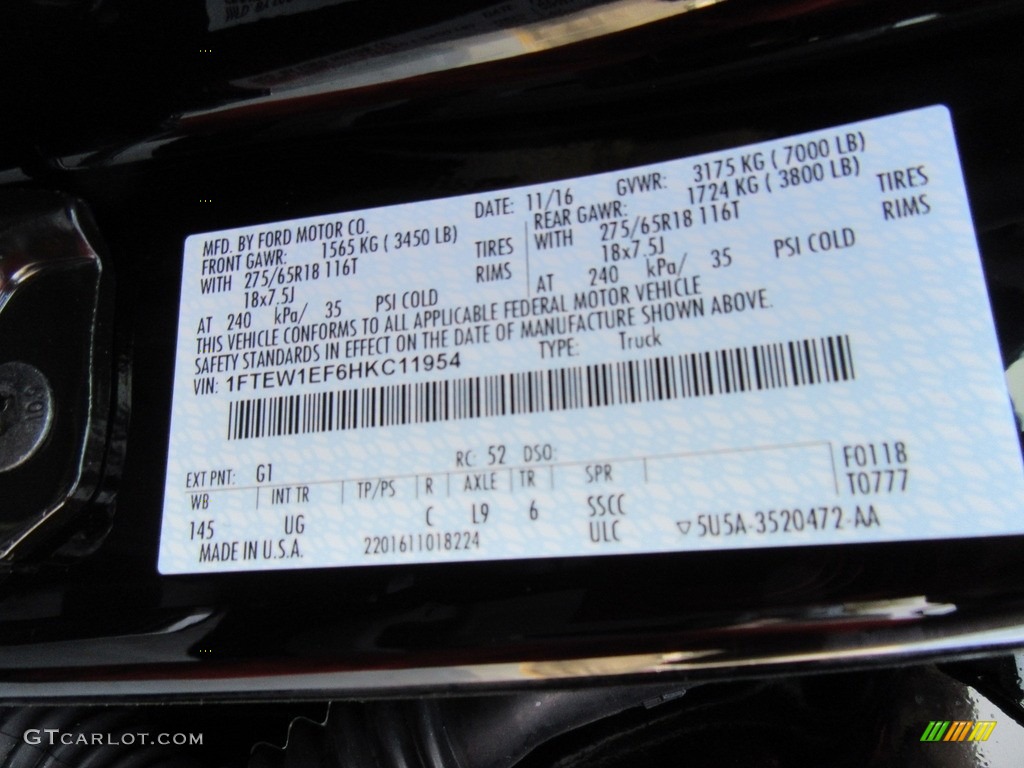 MFD. BY FORD MOTOR CO. DATE: 11/16 GVWR: 3175 KG ( 7000 LB)
FRONT GAWR: 1565 KG ( 3450 LB) REAR GAWR: 1724 KG ( 3800 LB)
WITH 275/65R18 116T TIRES WITH 275/65R18 116T TIRES
18x7.5J RIMS 18x7.5J RIMS
AT 240 kPa/ 35 PSI COLD AT 240 kPa/ 35 PSI COLD
THIS VEHICLE CONFORMS TO ALL APPLICABLE FEDERAL MOTOR VEHICLE
SAFETY STANDARDS IN EFFECT ON THE DATE OF MANUFACTURE SHOWN ABOVE.
VIN: 1FTEW1EF6HKC11954 TYPE: Truck
EXT PNT: G1 RC: 52 DSO: F0118
WB INT TR TP/PS R AXLE TR SPR T0777
145 UG C L9 6 SSCC
MADE IN U.S.A. 2201611018224 ULC ▽5U5A-3520472-AA
GTCARLOT.COM